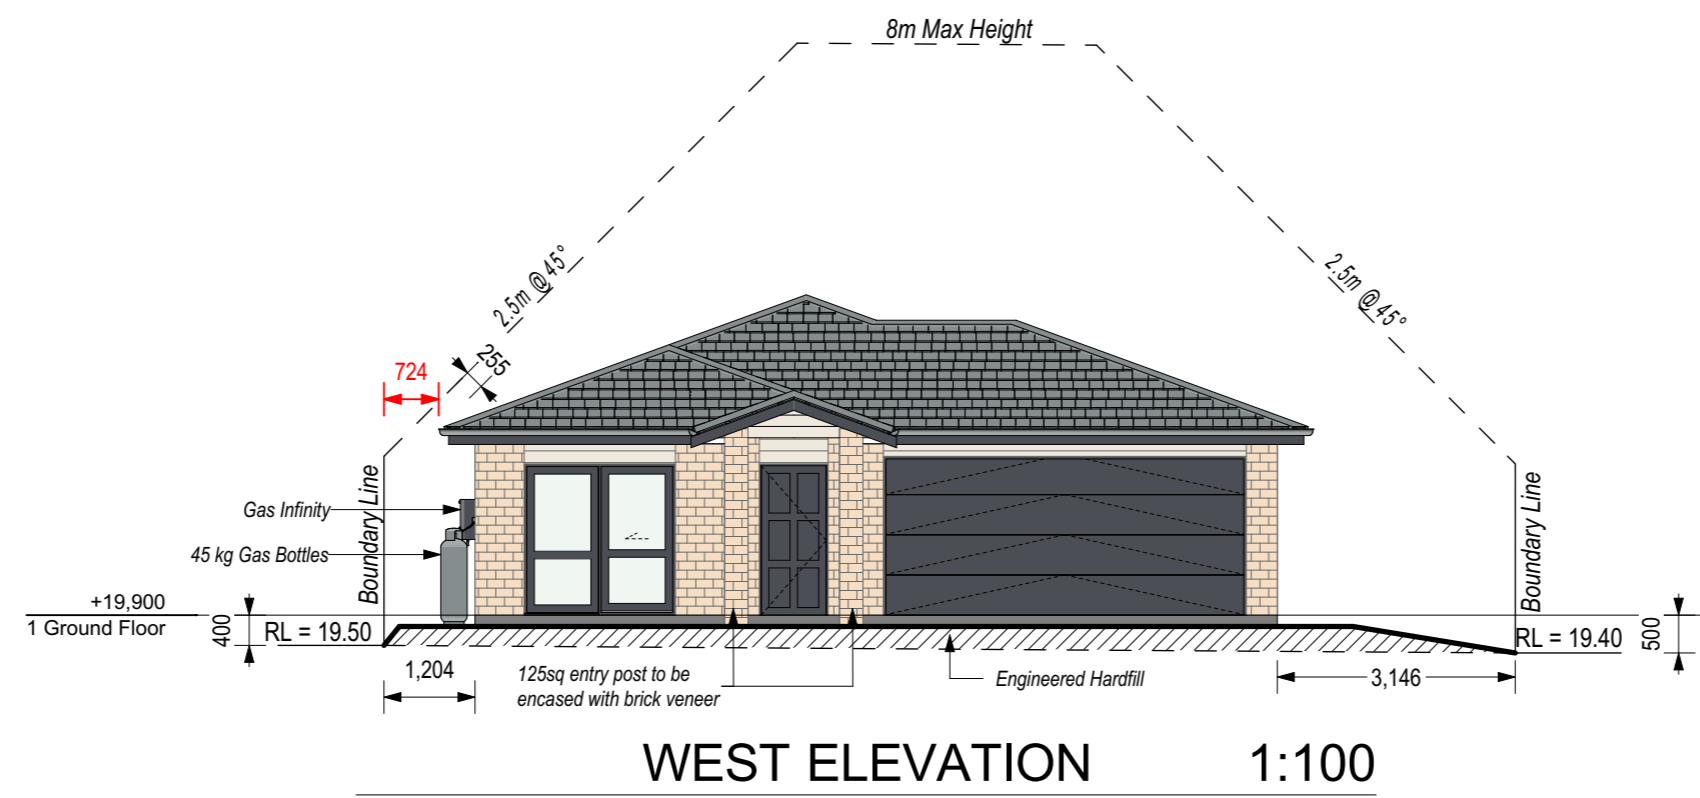 8m Max Height
2.5m @45°
2.5m @45°
255
724
Boundary Line
Boundary Line
Gas Infinity
45 kg Gas Bottles
+19,900
1 Ground Floor
400
RL = 19.50
RL = 19.40
500
1,204
125sq entry post to be
encased with brick veneer
Engineered Hardfill
3,146
WEST ELEVATION 1:100